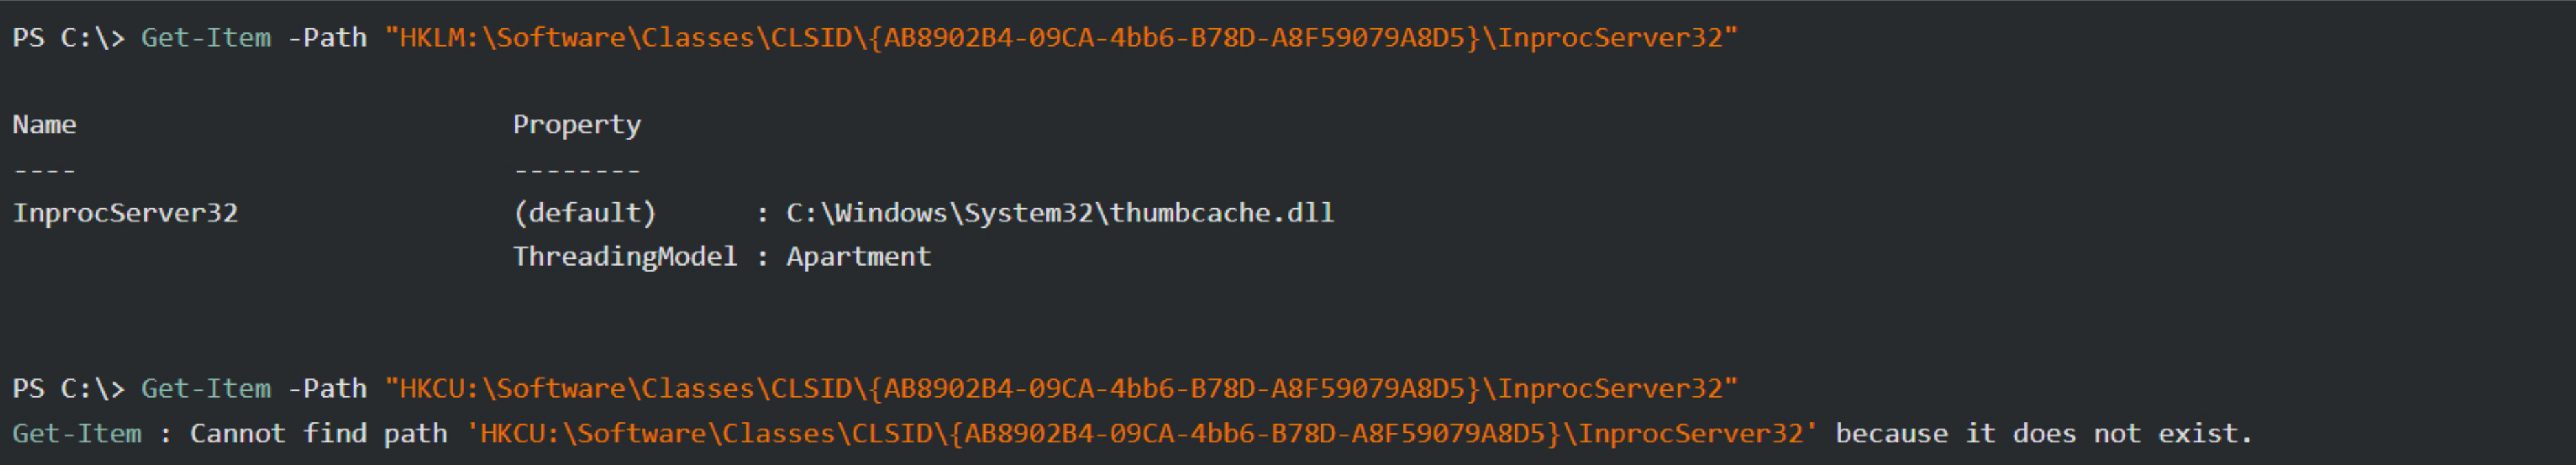 PS C:\> Get-Item -Path "HKLM:\Software\Classes\CLSID\{AB8902B4-09CA-4bb6-B78D-A8F59079A8D5}\InprocServer32"
Name                           Property
----                           --------
InprocServer32                 (default)      : C:\Windows\System32\thumbcache.dll
                               ThreadingModel : Apartment
PS C:\> Get-Item -Path "HKCU:\Software\Classes\CLSID\{AB8902B4-09CA-4bb6-B78D-A8F59079A8D5}\InprocServer32"
Get-Item : Cannot find path 'HKCU:\Software\Classes\CLSID\{AB8902B4-09CA-4bb6-B78D-A8F59079A8D5}\InprocServer32' because it does not exist.